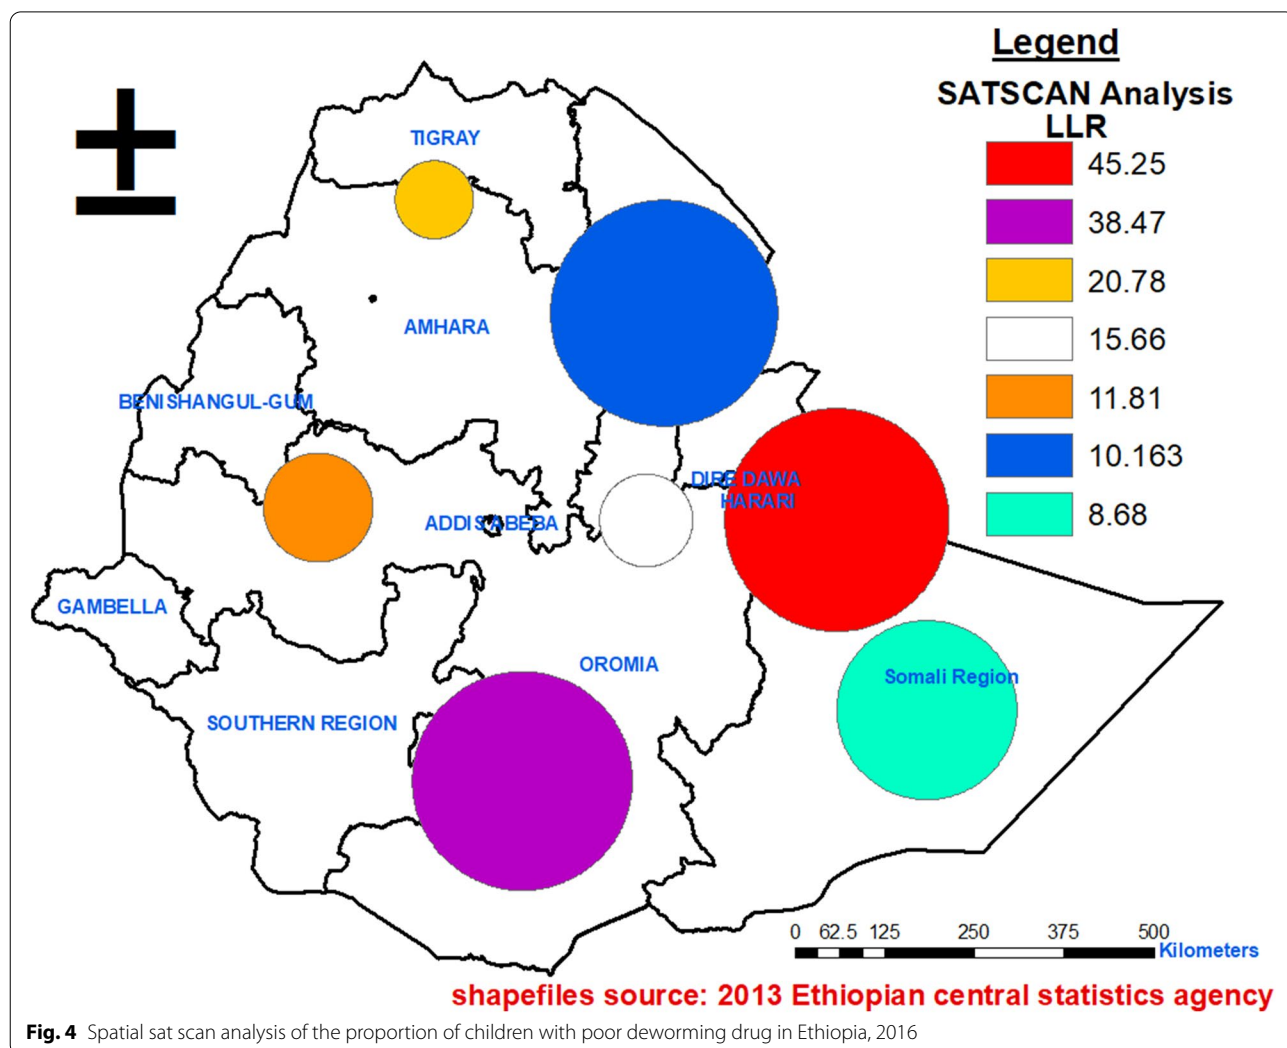 Legend
SATSCAN Analysis
LLR
45.25
38.47
20.78
15.66
11.81
10.163
8.68
TIGRAY
AMHARA
BENISHANGUL-GUM
DIRE DAWA
HARARI
ADDIS ABEBA
GAMBELLA
OROMIA
Somali Region
SOUTHERN REGION
0 62.5 125 250 375 500
Kilometers
shapefiles source: 2013 Ethiopian central statistics agency
Fig. 4 Spatial sat scan analysis of the proportion of children with poor deworming drug in Ethiopia, 2016